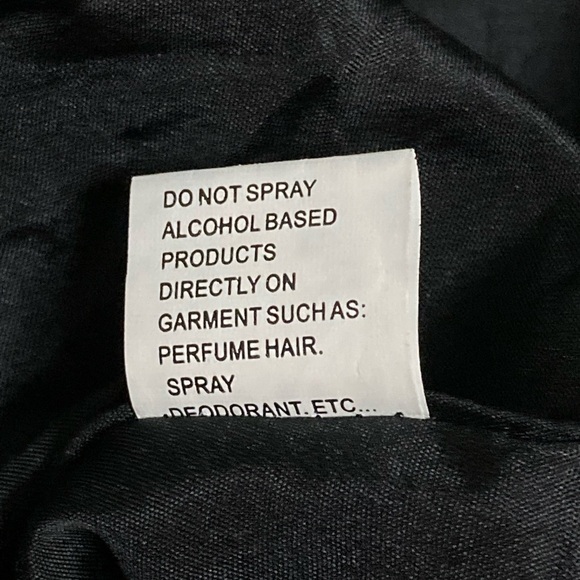 DO NOT SPRAY
ALCOHOL BASED
PRODUCTS
DIRECTLY ON
GARMENT SUCH AS:
PERFUME HAIR.
SPRAY
.DEODORANT. ETC...